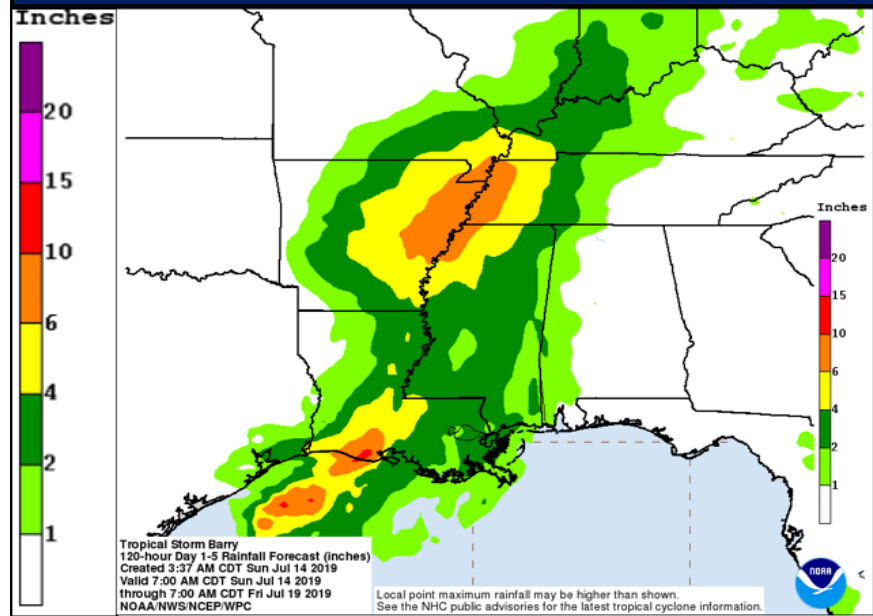 Inches
20
15
10
6
4
2
1
Inches
20
15
10
6
4
2
1
Tropical Storm Barry
120-hour Day 1-5 Rainfall Forecast (inches)
Created 3:37 AM CDT Sun Jul 14 2019
Valid 7:00 AM CDT Sun Jul 14 2019
through 7:00 AM CDT Fri Jul 19 2019
NOAA/NWS/NCEP/WPC
Local point maximum rainfall may be higher than shown.
See the NHC public advisories for the latest tropical cyclone information.
NOAA